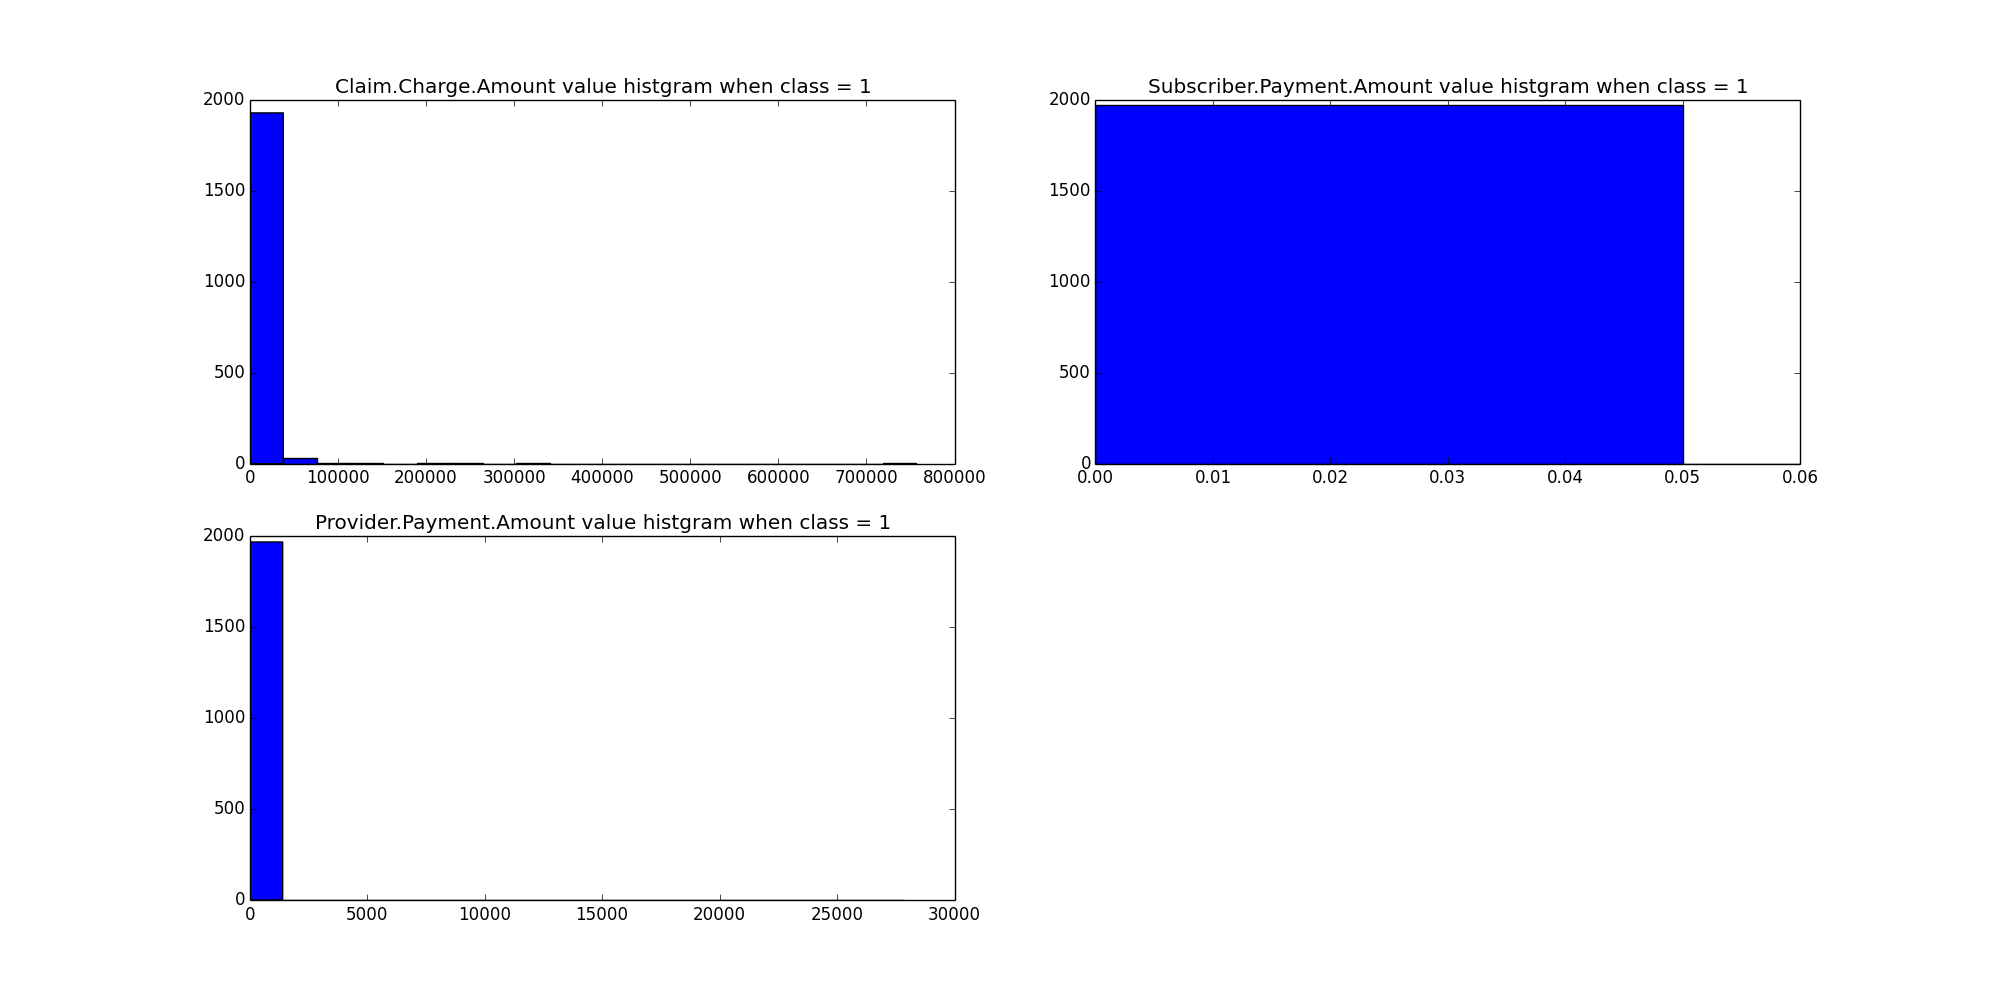 Claim.Charge.Amount value histgram when class = 1
2000
1500
1000
500
0
0 100000 200000 300000 400000 500000 600000 700000 800000
Subscriber.Payment.Amount value histgram when class = 1
2000
1500
1000
500
0
0.00 0.01 0.02 0.03 0.04 0.05 0.06
Provider.Payment.Amount value histgram when class = 1
2000
1500
1000
500
0
0 5000 10000 15000 20000 25000 30000